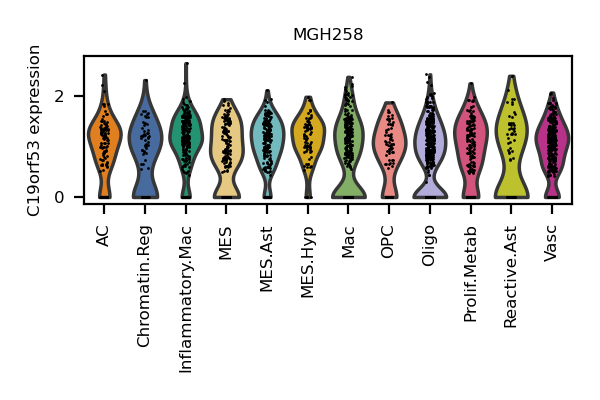 MGH258
C19orf53 expression
2
0
AC
Chromatin.Reg
Inflammatory.Mac
MES
MES.Ast
MES.Hyp
Mac
OPC
Oligo
Prolif.Metab
Reactive.Ast
Vasc